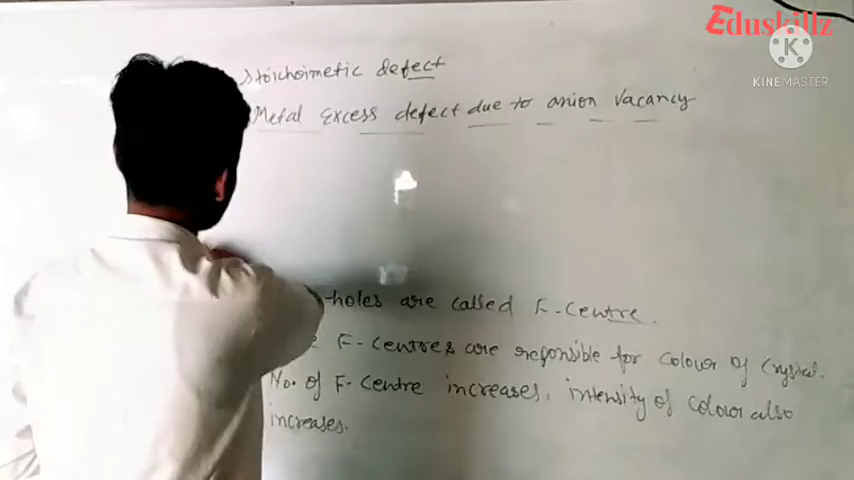 Eduskillz
KINEMASTER
Stoichoimetic defect
Metal Excess defect due to anion vacancy
-holes are called F-Centre.
F-Centres are reponsible for colour of Crystal.
No. of F-Centre increases, intensity of colour also
increases.